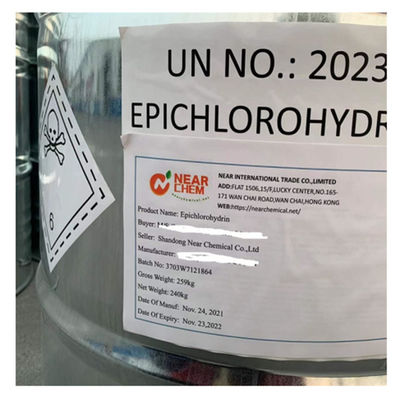 UN NO.: 2023
EPICHLOROHYDR
NEAR CHEM
nearchemical.net/
NEAR INTERNATIONAL TRADE CO.,LIMITED
ADD:FLAT 1506,15/F,LUCKY CENTER,NO.165-
171 WAN CHAI ROAD,WAN CHAI,HONG KONG
WEB:https://nearchemical.net/
Product Name: Epichlorohydrin
Buyer:
Seller: Shandong Near Chemical Co.,Ltd
Manufacturer:
Batch No: 3703W7121864
Gross Weight: 259kg
Net Weight: 240kg
Date Of Manuf: Nov. 24, 2021
Date Of Expiry: Nov. 23,2022
6